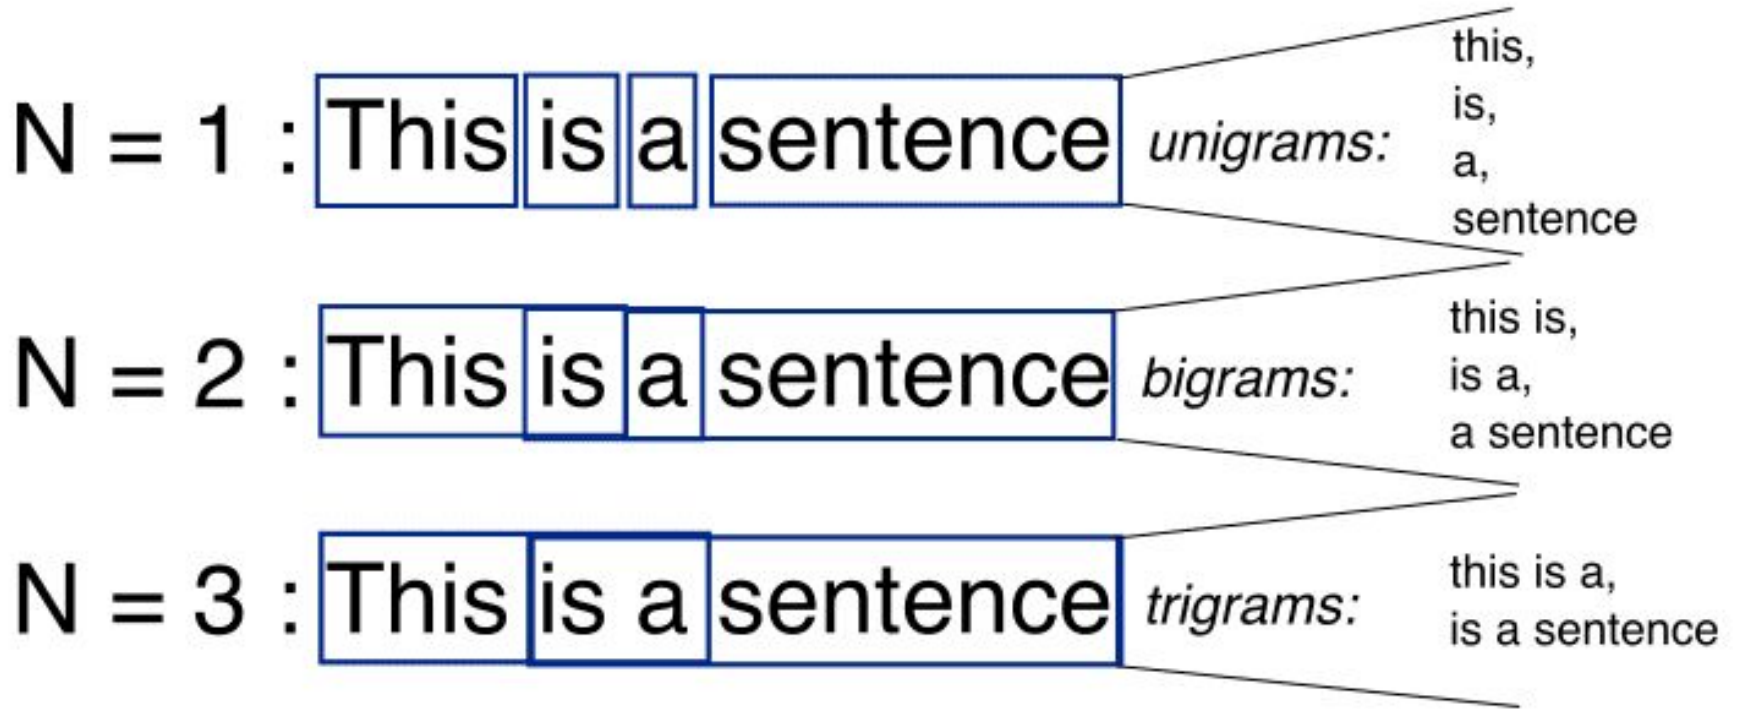 N = 1 : This is a sentence unigrams:
this,
is,
a,
sentence
N = 2 : This is a sentence bigrams:
this is,
is a,
a sentence
N = 3 : This is a sentence trigrams:
this is a,
is a sentence